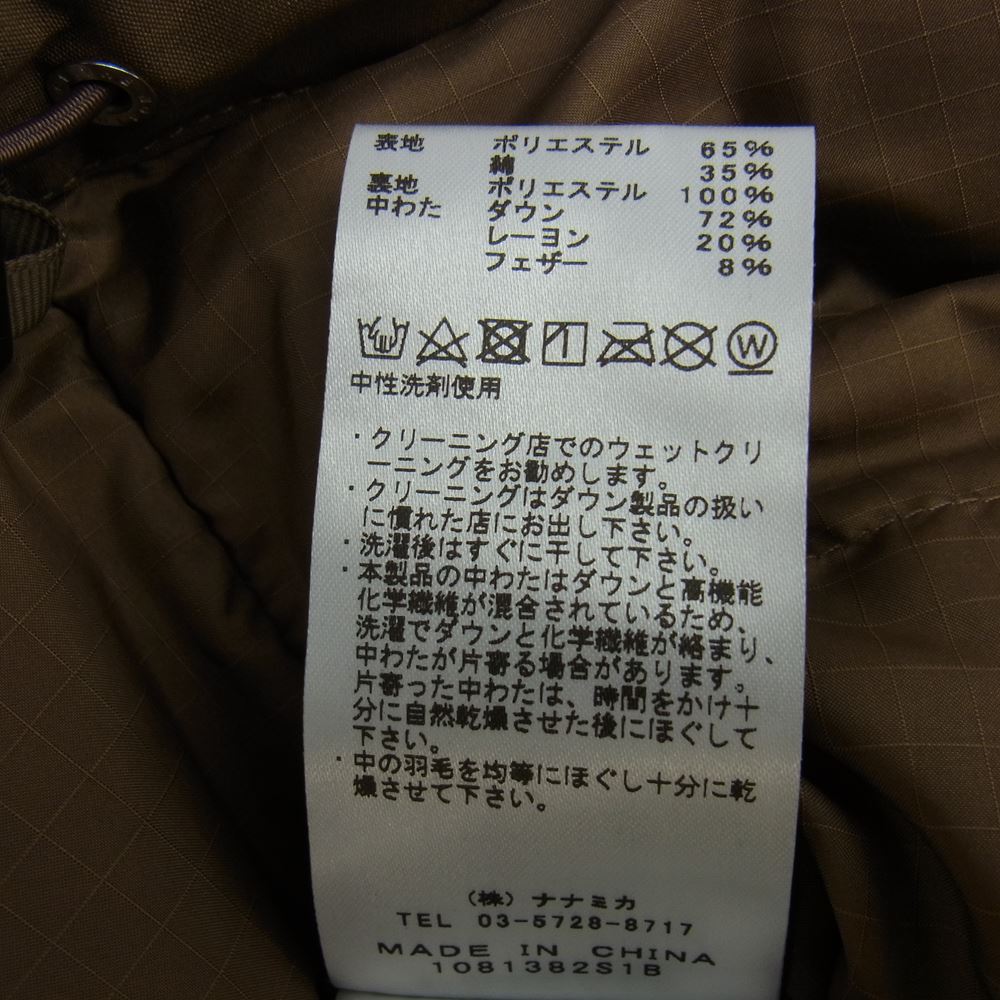 表地 ポリエステル 65%
綿 35%
裏地 ポリエステル 100%
中わた ダウン 72%
レーヨン 20%
フェザー 8%
W
中性洗剤使用
・クリーニング店でのウェットクリ
ーニングをお勧めします。
・クリーニングはダウン製品の扱い
に慣れた店にお出し下さい。
・洗濯後はすぐに干して下さい。
・本製品の中わたはダウンと高機能
化学繊維が混合されているため、
洗濯でダウンと化学繊維が絡まり、
中わたが片寄る場合があります。
片寄った中わたは、時間をかけ十
分に自然乾燥させた後にほぐして
下さい。
・中の羽毛を均等にほぐし十分に乾
燥させて下さい。
(株)ナナミカ
TEL 03-5728-8717
MADE IN CHINA
1081382S1B